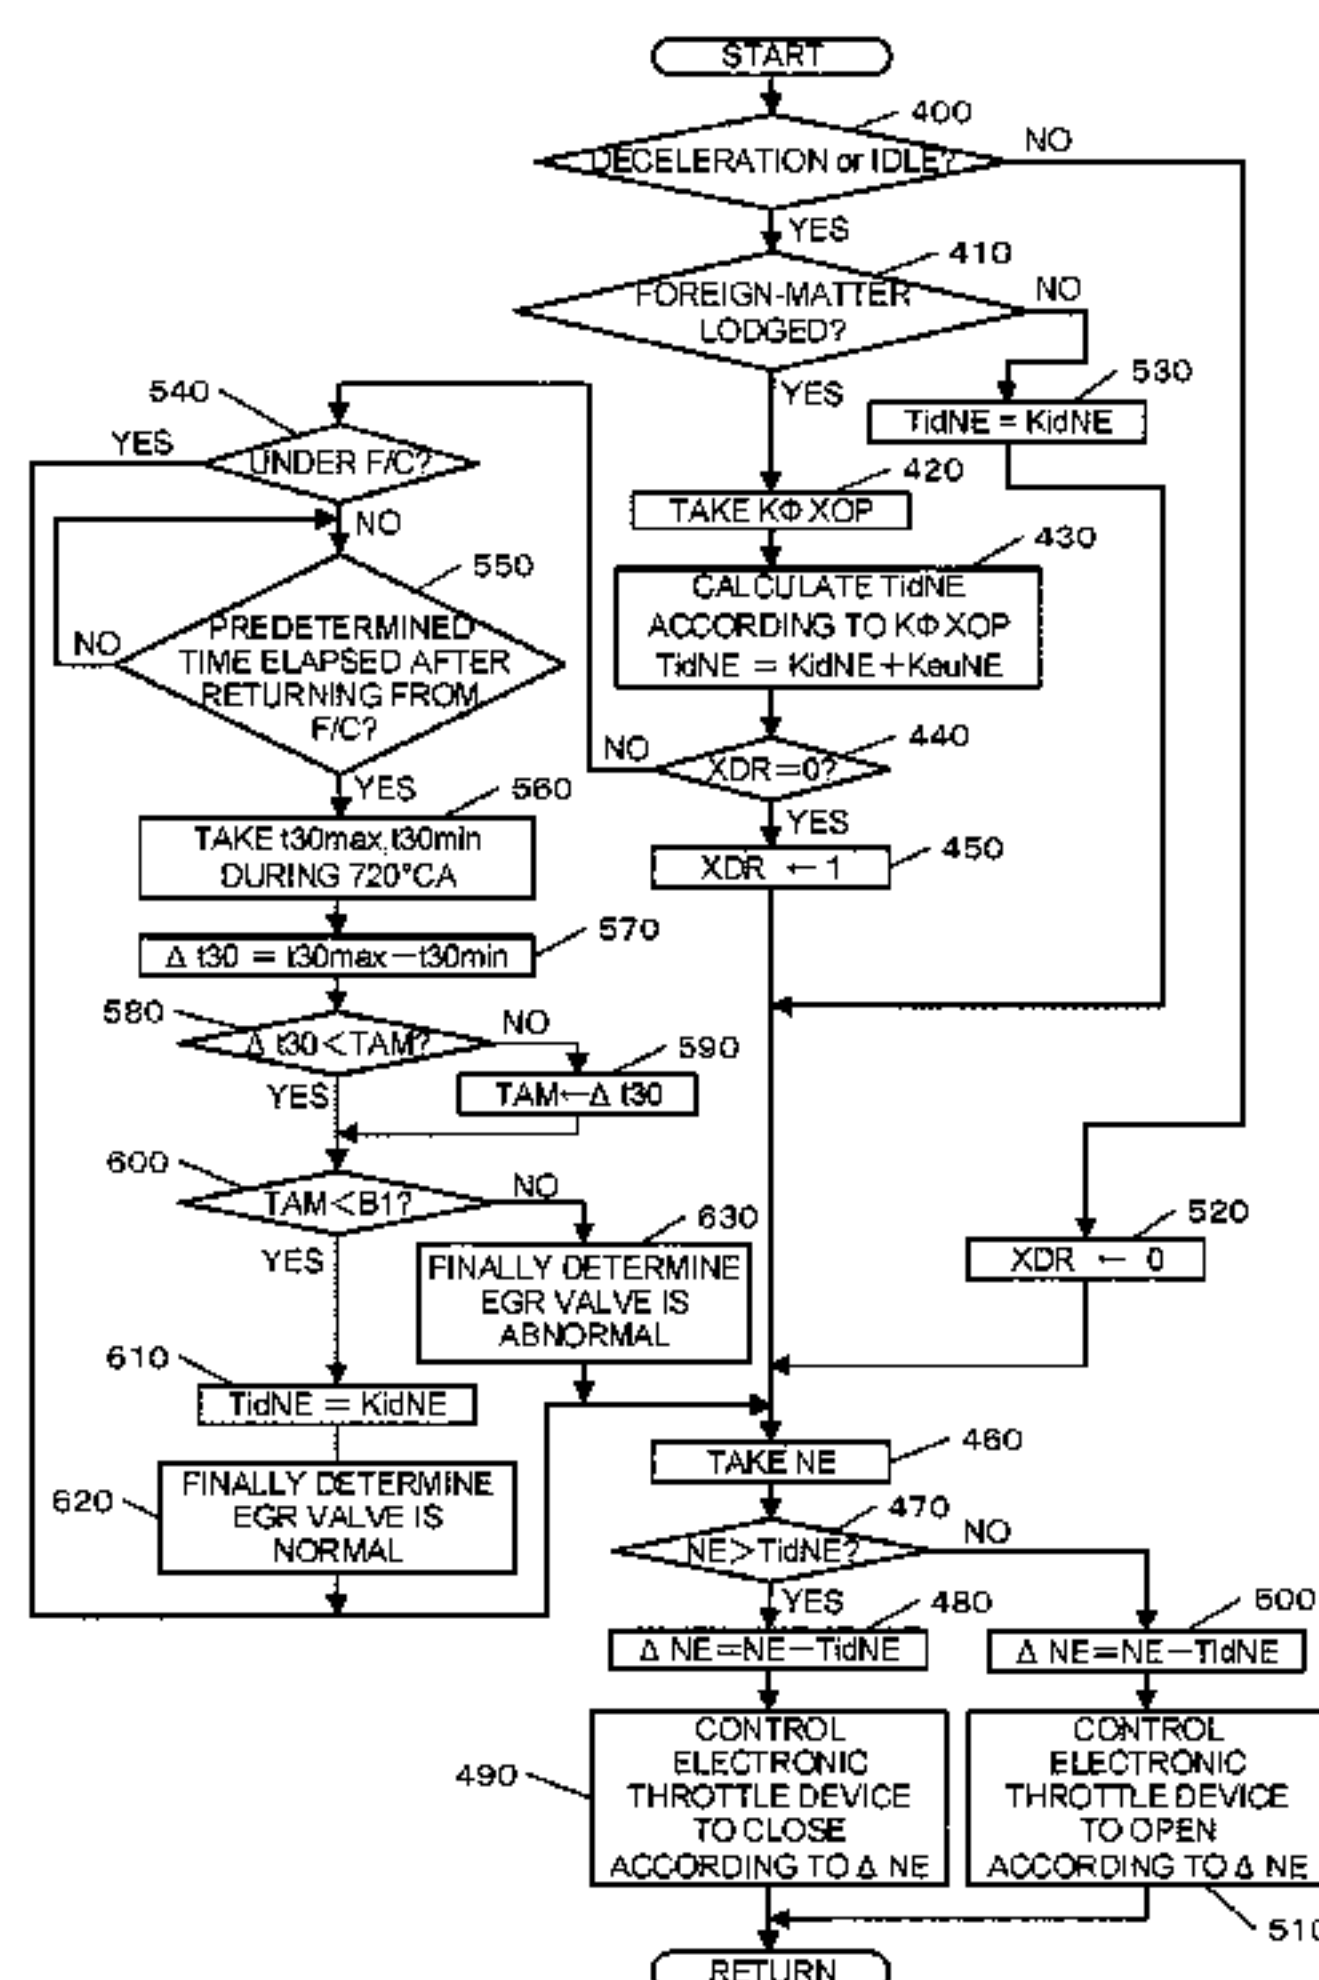 START
400
DECELERATION or IDLE?
NO
YES
410
FOREIGN-MATTER
LODGED?
NO
YES
530
TidNE = KidNE
420
TAKE KΦXOP
430
CALCULATE TidNE
ACCORDING TO KΦXOP
TidNE = KidNE+KeuNE
440
XDR=0?
NO
YES
450
XDR ← 1
540
UNDER F/C?
YES
NO
550
PREDETERMINED
TIME ELAPSED AFTER
RETURNING FROM
F/C?
NO
YES
560
TAKE t30max,t30min
DURING 720°CA
570
Δ t30 = t30max−t30min
580
Δ t30<TAM?
NO
YES
590
TAM←Δ t30
600
TAM<B1?
NO
YES
630
FINALLY DETERMINE
EGR VALVE IS
ABNORMAL
610
TidNE = KidNE
620
FINALLY DETERMINE
EGR VALVE IS
NORMAL
520
XDR ← 0
460
TAKE NE
470
NE>TidNE?
NO
YES
480
Δ NE=NE−TidNE
500
Δ NE=NE−TidNE
490
CONTROL
ELECTRONIC
THROTTLE DEVICE
TO CLOSE
ACCORDING TO Δ NE
CONTROL
ELECTRONIC
THROTTLE DEVICE
TO OPEN
ACCORDING TO Δ NE
510
RETURN